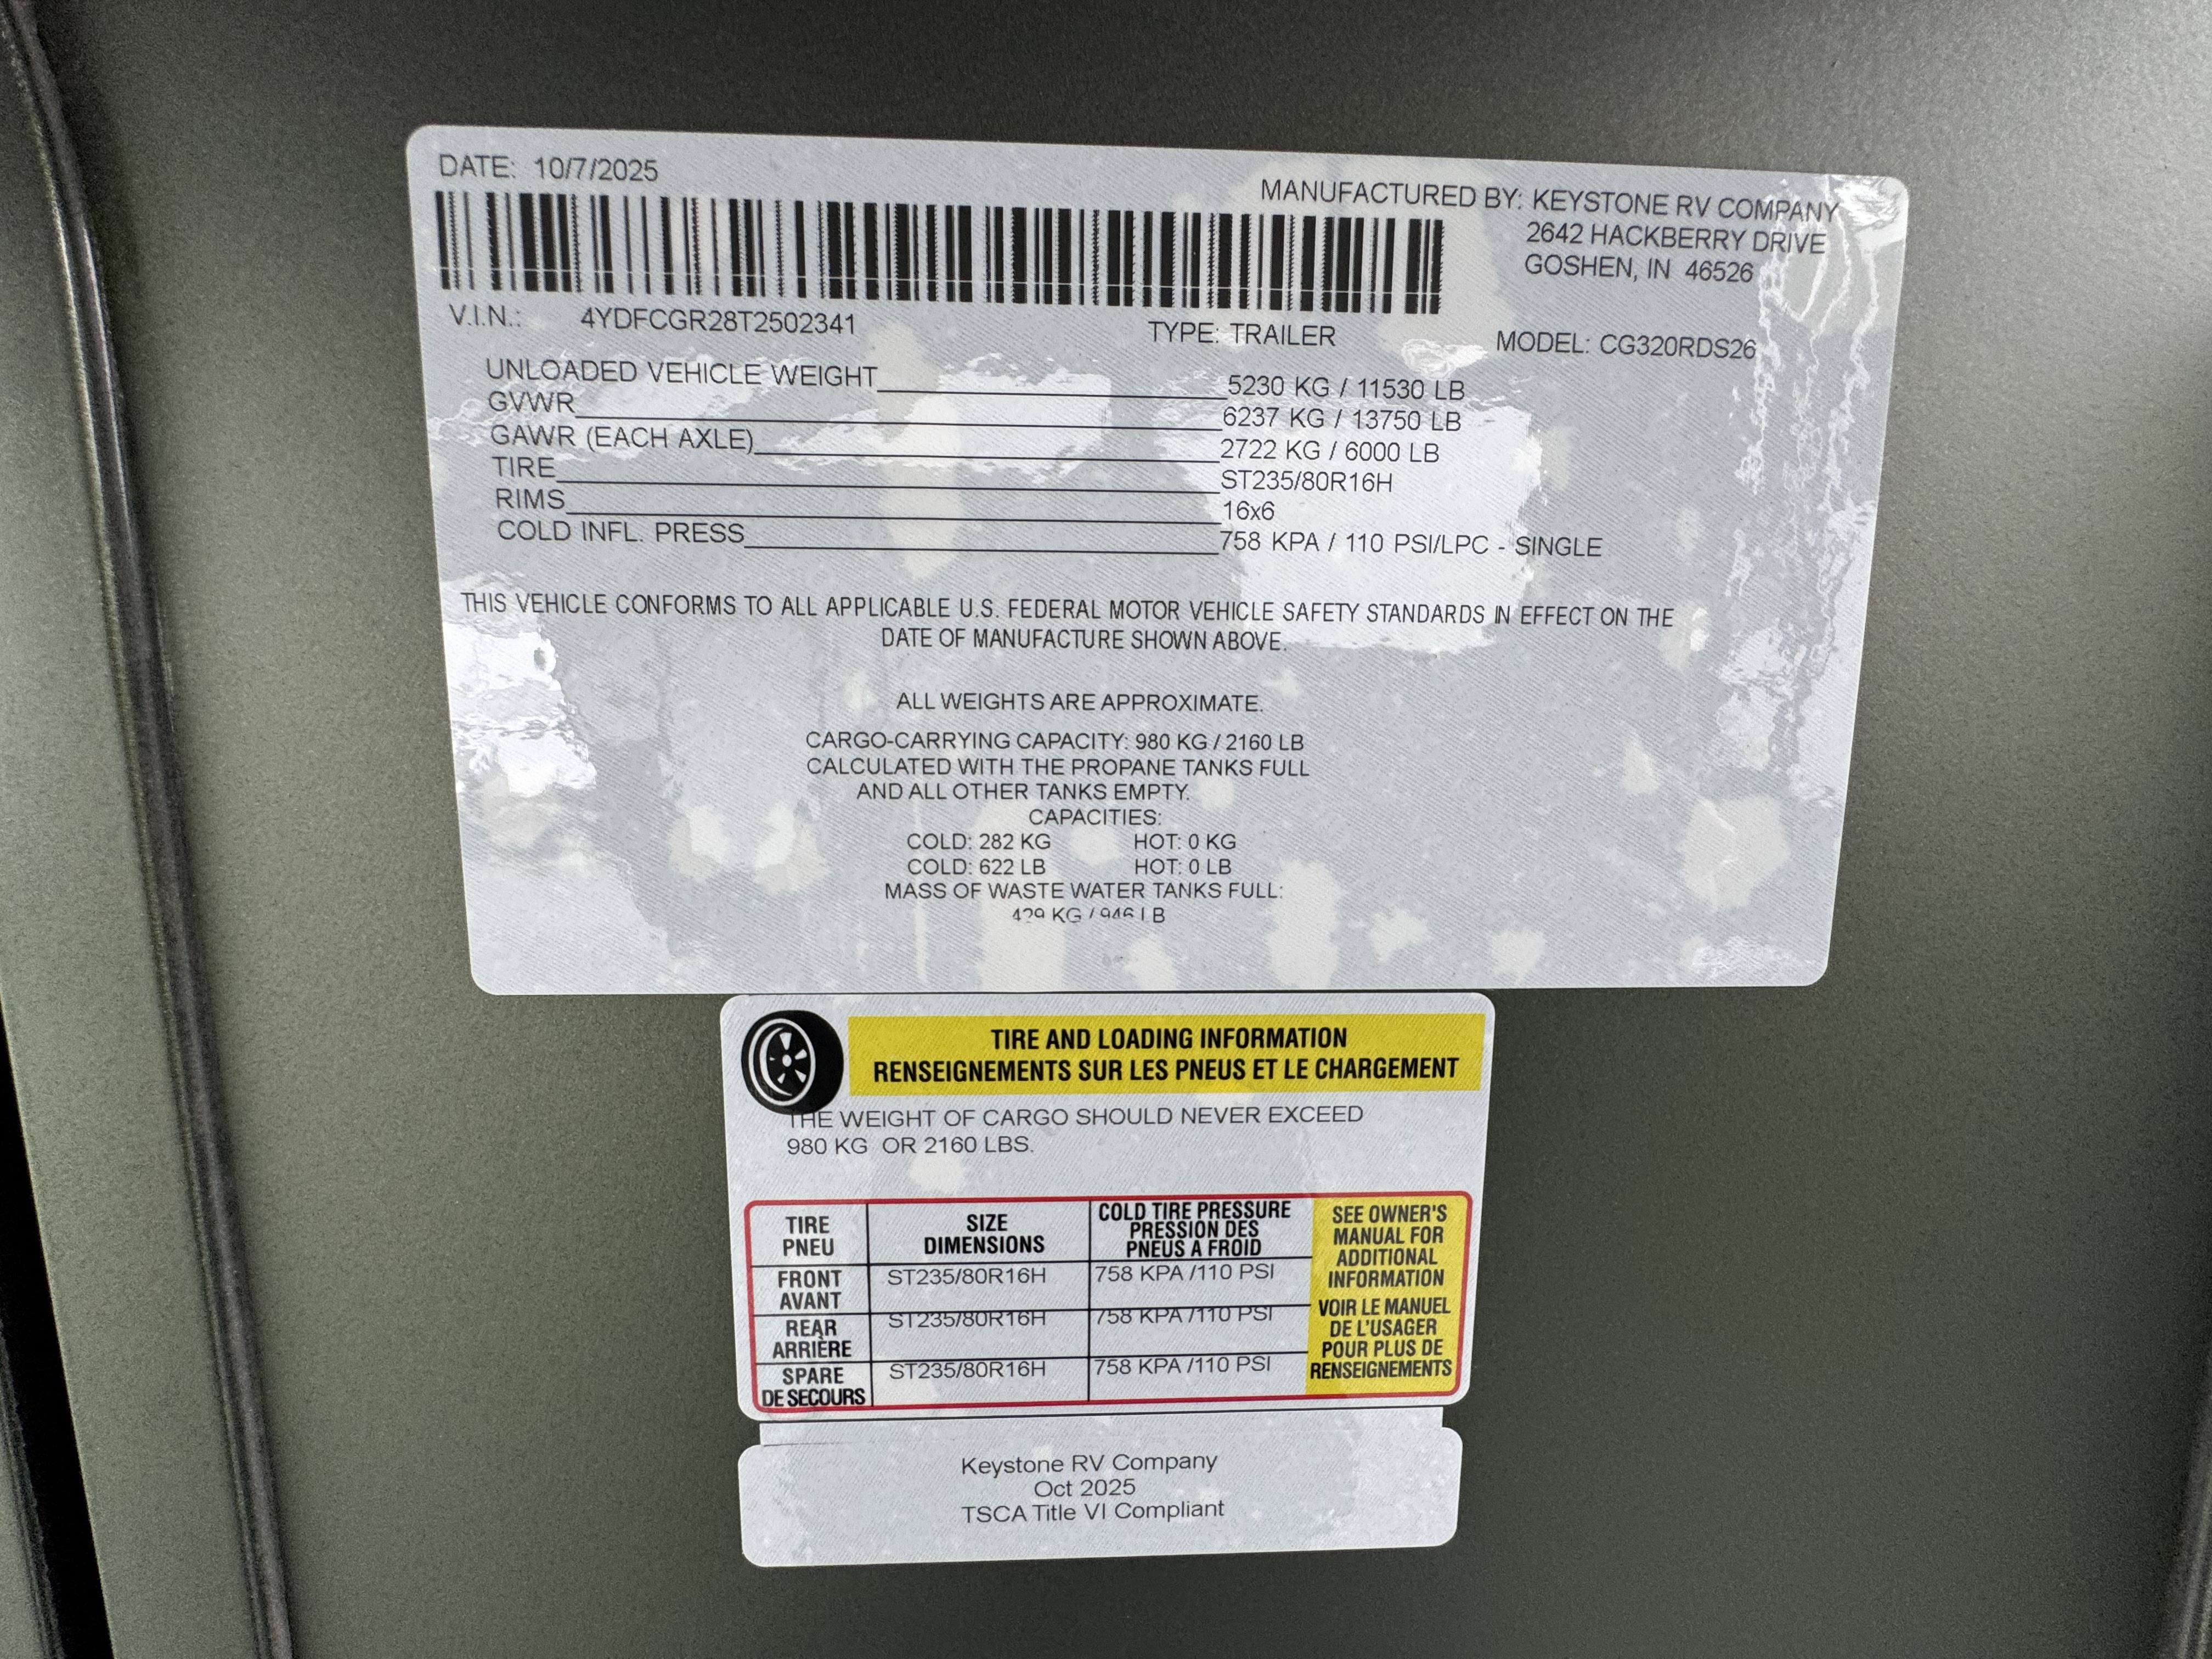 DATE: 10/7/2025
MANUFACTURED BY: KEYSTONE RV COMPANY
2642 HACKBERRY DRIVE
GOSHEN, IN 46526
V.I.N.: 4YDFCGR28T2502341 TYPE: TRAILER MODEL: CG320RDS26
UNLOADED VEHICLE WEIGHT 5230 KG / 11530 LB
GVWR 6237 KG / 13750 LB
GAWR (EACH AXLE) 2722 KG / 6000 LB
TIRE ST235/80R16H
RIMS 16x6
COLD INFL. PRESS 758 KPA / 110 PSI/LPC - SINGLE
THIS VEHICLE CONFORMS TO ALL APPLICABLE U.S. FEDERAL MOTOR VEHICLE SAFETY STANDARDS IN EFFECT ON THE
DATE OF MANUFACTURE SHOWN ABOVE.
ALL WEIGHTS ARE APPROXIMATE.
CARGO-CARRYING CAPACITY: 980 KG / 2160 LB
CALCULATED WITH THE PROPANE TANKS FULL
AND ALL OTHER TANKS EMPTY.
CAPACITIES:
COLD: 282 KG HOT: 0 KG
COLD: 622 LB HOT: 0 LB
MASS OF WASTE WATER TANKS FULL:
429 KG / 946 LB
TIRE AND LOADING INFORMATION
RENSEIGNEMENTS SUR LES PNEUS ET LE CHARGEMENT
THE WEIGHT OF CARGO SHOULD NEVER EXCEED
980 KG OR 2160 LBS.
TIRE
PNEU
SIZE
DIMENSIONS
COLD TIRE PRESSURE
PRESSION DES
PNEUS A FROID
FRONT
AVANT
ST235/80R16H
758 KPA /110 PSI
REAR
ARRIÈRE
ST235/80R16H
758 KPA /110 PSI
SPARE
DE SECOURS
ST235/80R16H
758 KPA /110 PSI
SEE OWNER'S
MANUAL FOR
ADDITIONAL
INFORMATION
VOIR LE MANUEL
DE L'USAGER
POUR PLUS DE
RENSEIGNEMENTS
Keystone RV Company
Oct 2025
TSCA Title VI Compliant